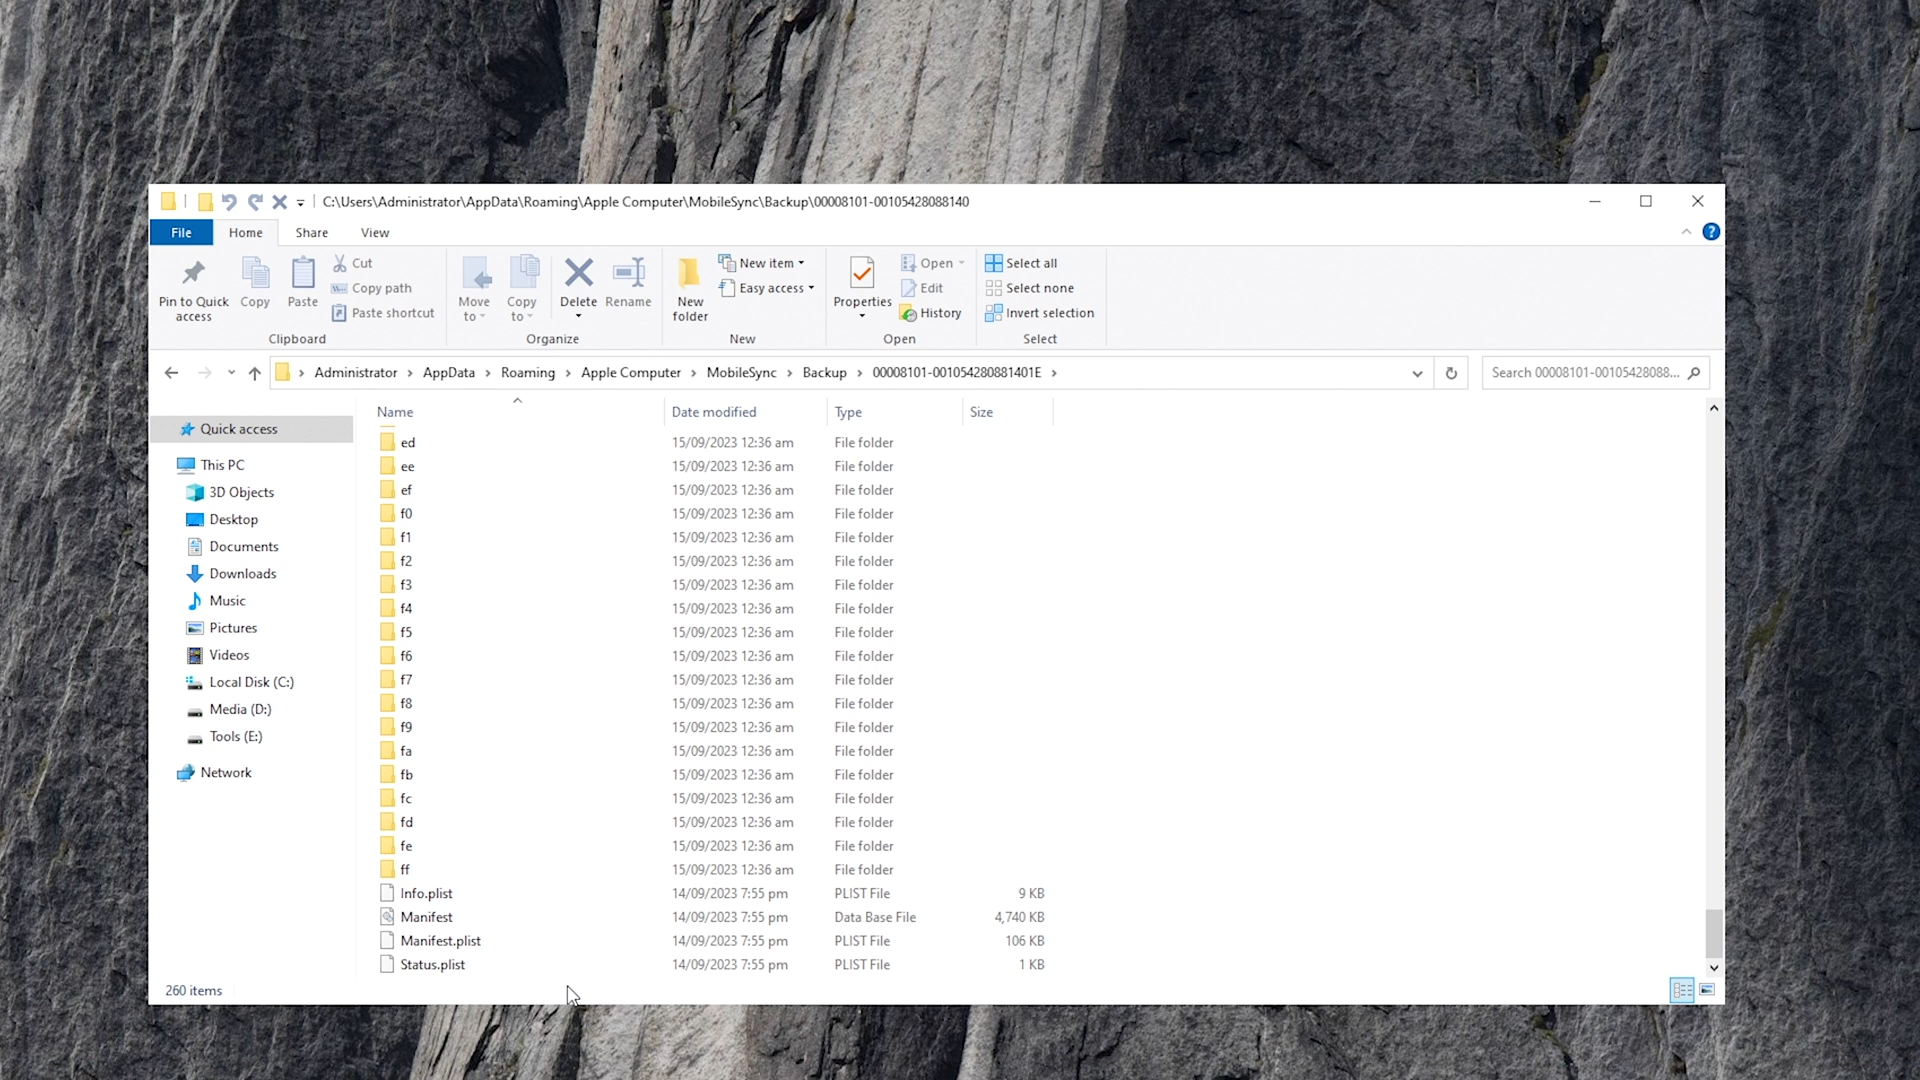 C:\Users\Administrator\AppData\Roaming\Apple Computer\MobileSync\Backup\00008101-00105428088140
File Home Share View
Pin to Quick access
Copy
Paste
Cut
Copy path
Paste shortcut
Clipboard
Move to
Copy to
Delete
Rename
Organize
New folder
New item
Easy access
New
Properties
Open
Edit
History
Open
Select all
Select none
Invert selection
Select
Administrator AppData Roaming Apple Computer MobileSync Backup 00008101-001054280881401E
Search 00008101-0010542808...
Quick access
This PC
3D Objects
Desktop
Documents
Downloads
Music
Pictures
Videos
Local Disk (C:)
Media (D:)
Tools (E:)
Network
Name Date modified Type Size
ed 15/09/2023 12:36 am File folder
ee 15/09/2023 12:36 am File folder
ef 15/09/2023 12:36 am File folder
f0 15/09/2023 12:36 am File folder
f1 15/09/2023 12:36 am File folder
f2 15/09/2023 12:36 am File folder
f3 15/09/2023 12:36 am File folder
f4 15/09/2023 12:36 am File folder
f5 15/09/2023 12:36 am File folder
f6 15/09/2023 12:36 am File folder
f7 15/09/2023 12:36 am File folder
f8 15/09/2023 12:36 am File folder
f9 15/09/2023 12:36 am File folder
fa 15/09/2023 12:36 am File folder
fb 15/09/2023 12:36 am File folder
fc 15/09/2023 12:36 am File folder
fd 15/09/2023 12:36 am File folder
fe 15/09/2023 12:36 am File folder
ff 15/09/2023 12:36 am File folder
Info.plist 14/09/2023 7:55 pm PLIST File 9 KB
Manifest 14/09/2023 7:55 pm Data Base File 4,740 KB
Manifest.plist 14/09/2023 7:55 pm PLIST File 106 KB
Status.plist 14/09/2023 7:55 pm PLIST File 1 KB
260 items